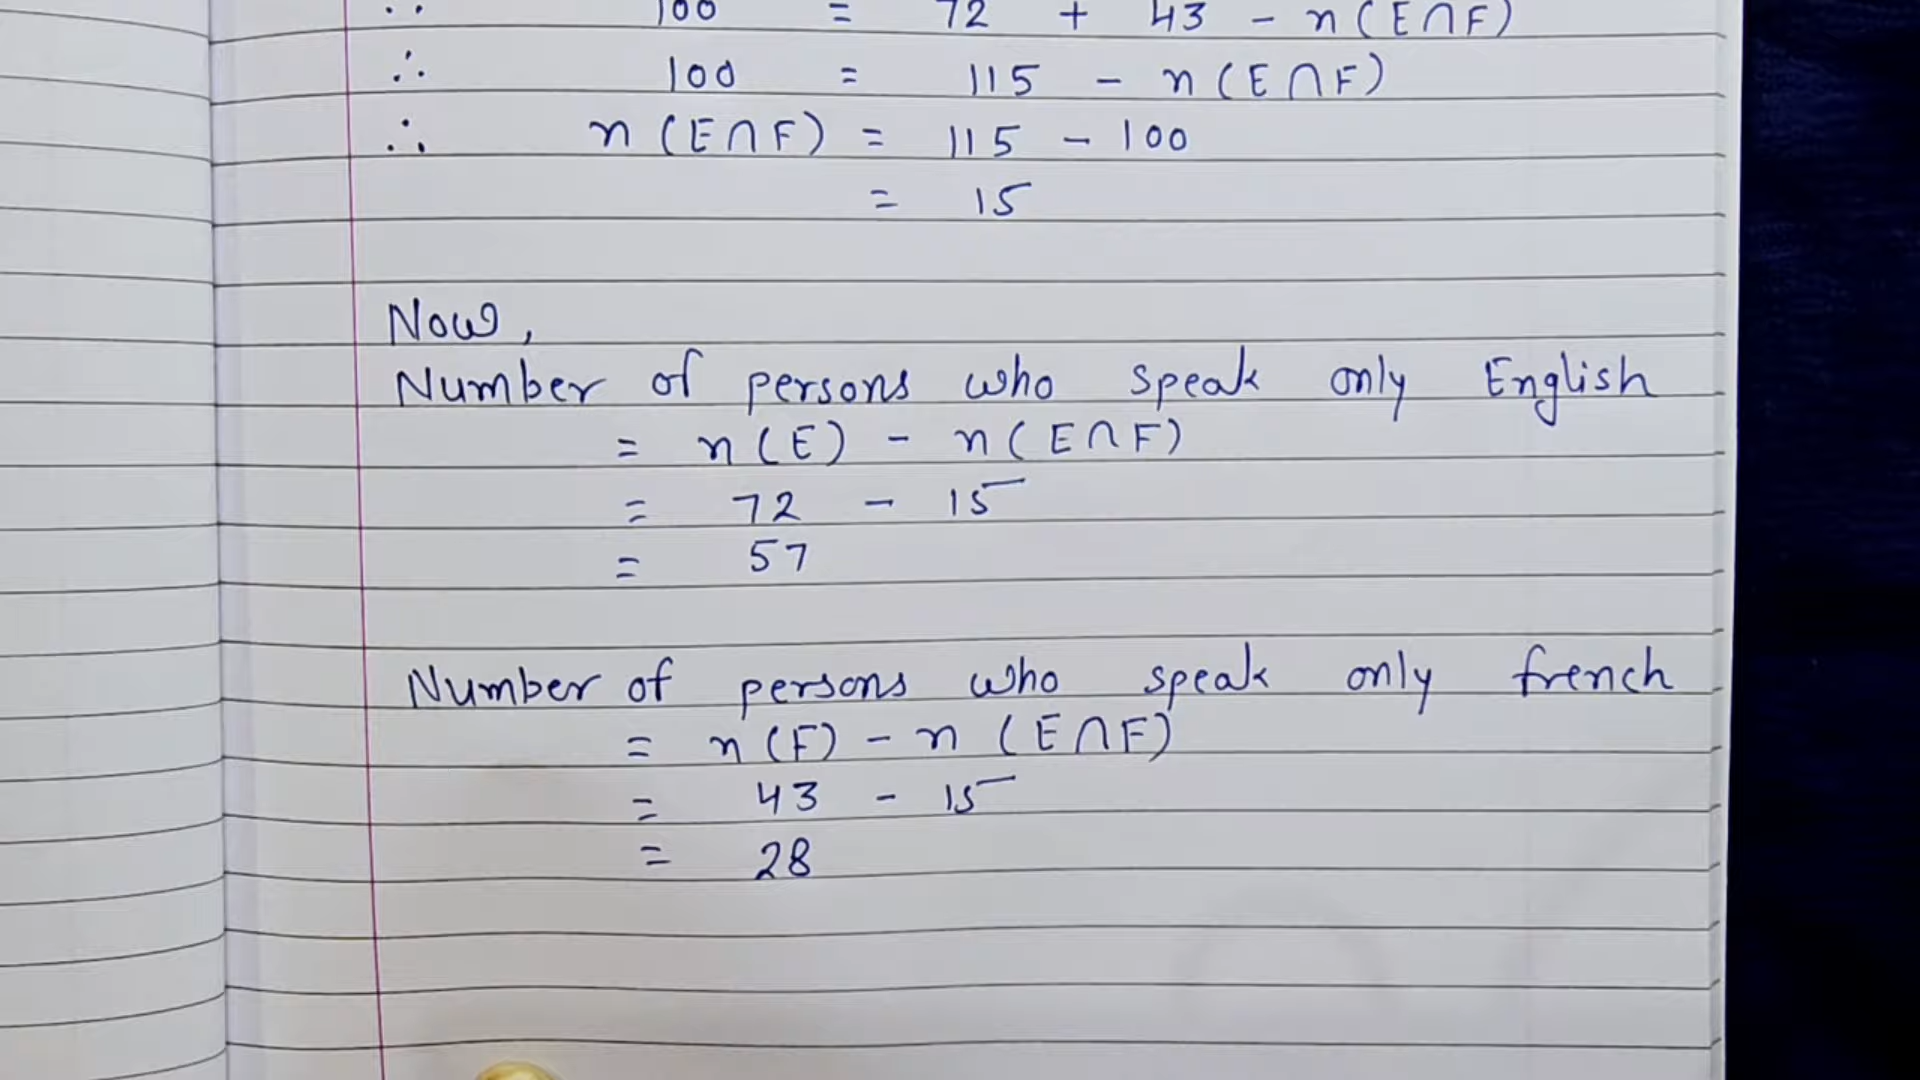 ∴ 100 = 72 + 43 - n(E∩F)
∴ 100 = 115 - n(E∩F)
∴ n(E∩F) = 115 - 100
= 15
Now,
Number of persons who speak only English
= n(E) - n(E∩F)
= 72 - 15
= 57
Number of persons who speak only french
= n(F) - n(E∩F)
= 43 - 15
= 28